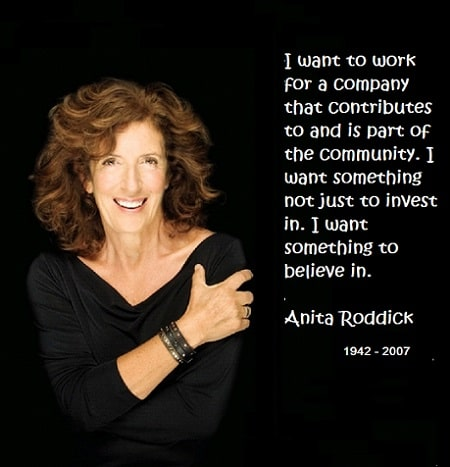 I want to work
for a company
that contributes
to and is part of
the community. I
want something
not just to invest
in. I want
something to
believe in.
Anita Roddick
1942 - 2007